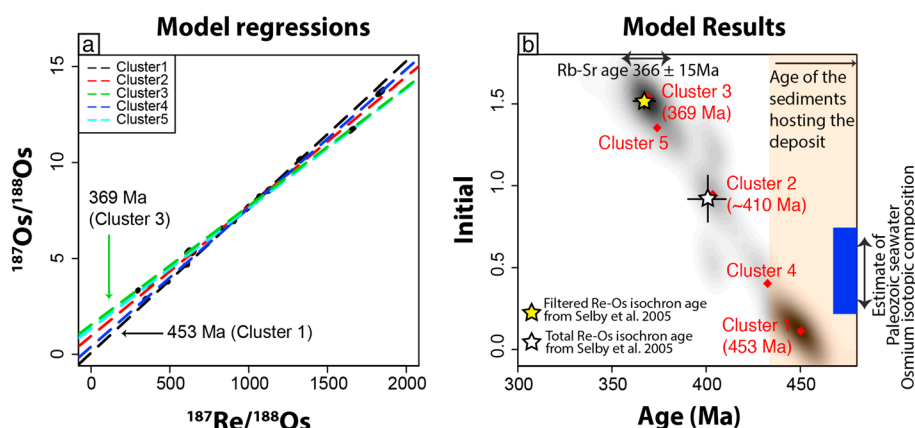 Model regressions
a
Cluster1
Cluster2
Cluster3
Cluster4
Cluster5
369 Ma
(Cluster 3)
453 Ma (Cluster 1)
15
10
5
0
187Os/188Os
0
500
1000
1500
2000
187Re/188Os
Model Results
b
Rb-Sr age 366 ± 15Ma
Cluster 3
(369 Ma)
Cluster 5
Cluster 2
(~410 Ma)
Cluster 4
Cluster 1
(453 Ma)
Age of the
sediments
hosting the
deposit
Filtered Re-Os isochron age
from Selby et al. 2005
Total Re-Os isochron age
from Selby et al. 2005
1.5
1.0
0.5
0.0
Initial
300
350
400
450
Age (Ma)
Estimate of
Paleozoic seawater
Osmium isotopic composition